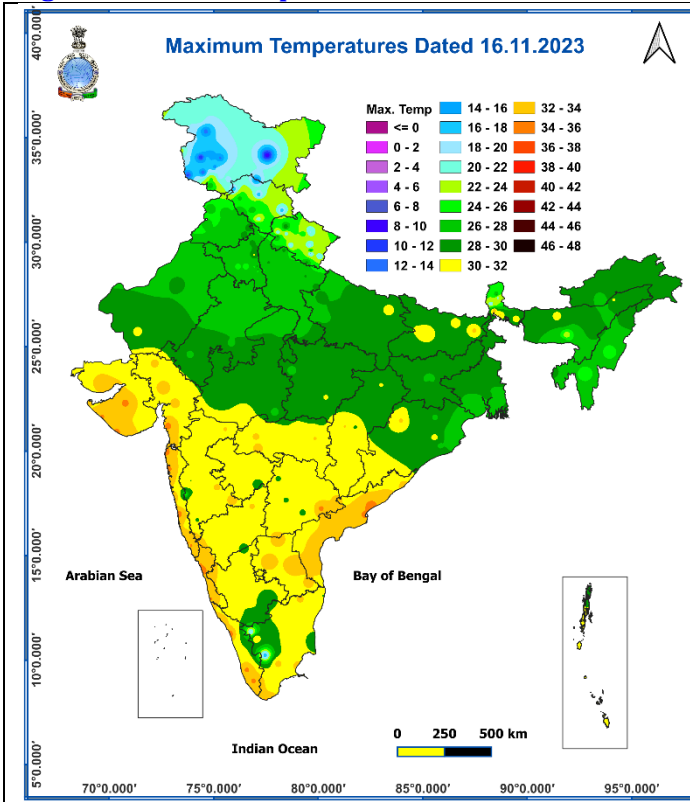 Maximum Temperatures Dated 16.11.2023
Max. Temp
<= 0
0 - 2
2 - 4
4 - 6
6 - 8
8 - 10
10 - 12
12 - 14
14 - 16
16 - 18
18 - 20
20 - 22
22 - 24
24 - 26
26 - 28
28 - 30
30 - 32
32 - 34
34 - 36
36 - 38
38 - 40
40 - 42
42 - 44
44 - 46
46 - 48
40°0.000'
35°0.000'
30°0.000'
25°0.000'
20°0.000'
15°0.000'
10°0.000'
5°0.000'
Arabian Sea
Bay of Bengal
Indian Ocean
0 250 500 km
70°0.000' 75°0.000' 80°0.000' 85°0.000' 90°0.000' 95°0.000'